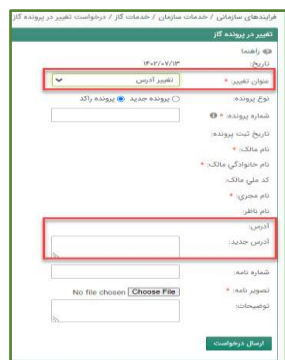 فرایندهای سازمانی / خدمات سازمان / خدمات گاز / درخواست تغییر در پرونده گاز
تغییر در پرونده گاز
راهنما
تاریخ: ۱۴۰۲/۰۷/۱۳
عنوان تغییر: * تغییر آدرس
نوع پرونده: پرونده جدید پرونده راکد
شماره پرونده: *
تاریخ ثبت پرونده:
نام مالک: *
نام خانوادگی مالک: *
کد ملی مالک:
نام مجری: *
نام ناظر:
آدرس:
آدرس جدید:
شماره نامه:
تصویر نامه: * Choose File No file chosen
توضیحات:
ارسال درخواست